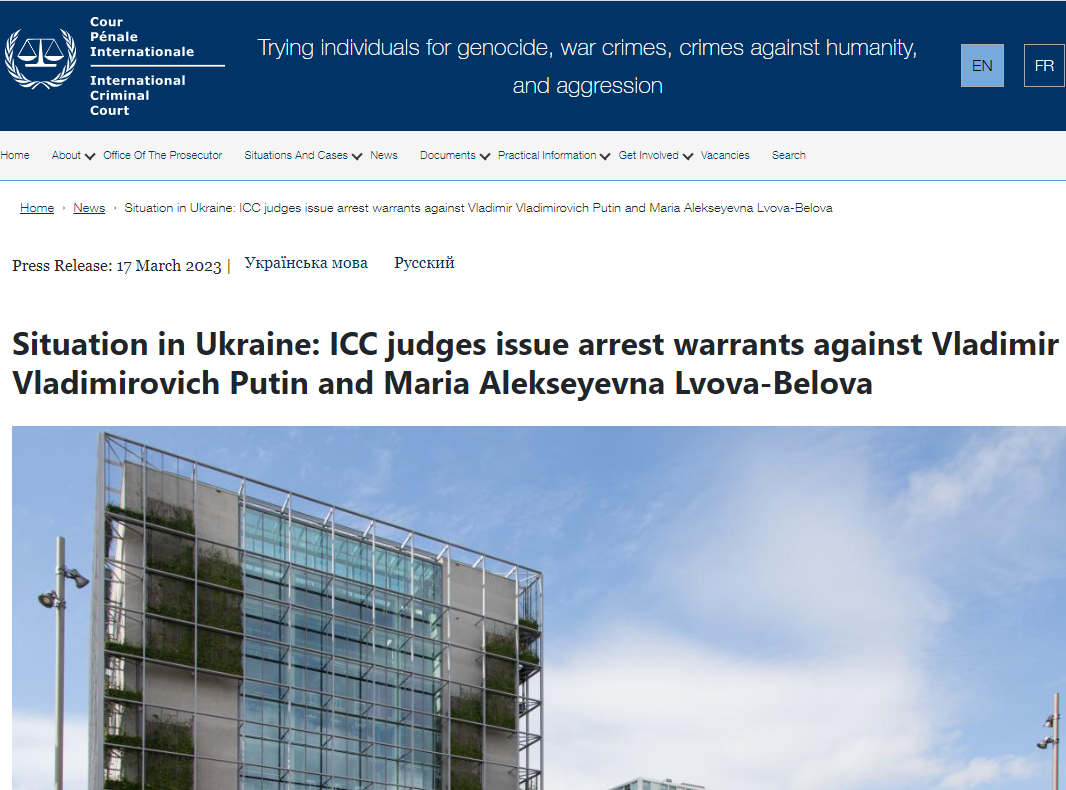 Cour
Pénale
Internationale
International
Criminal
Court
Trying individuals for genocide, war crimes, crimes against humanity,
and aggression
EN
FR
Home About Office Of The Prosecutor Situations And Cases News Documents Practical Information Get Involved Vacancies Search
Home › News › Situation in Ukraine: ICC judges issue arrest warrants against Vladimir Vladimirovich Putin and Maria Alekseyevna Lvova-Belova
Press Release: 17 March 2023 | Українська мова Русский
Situation in Ukraine: ICC judges issue arrest warrants against Vladimir
Vladimirovich Putin and Maria Alekseyevna Lvova-Belova